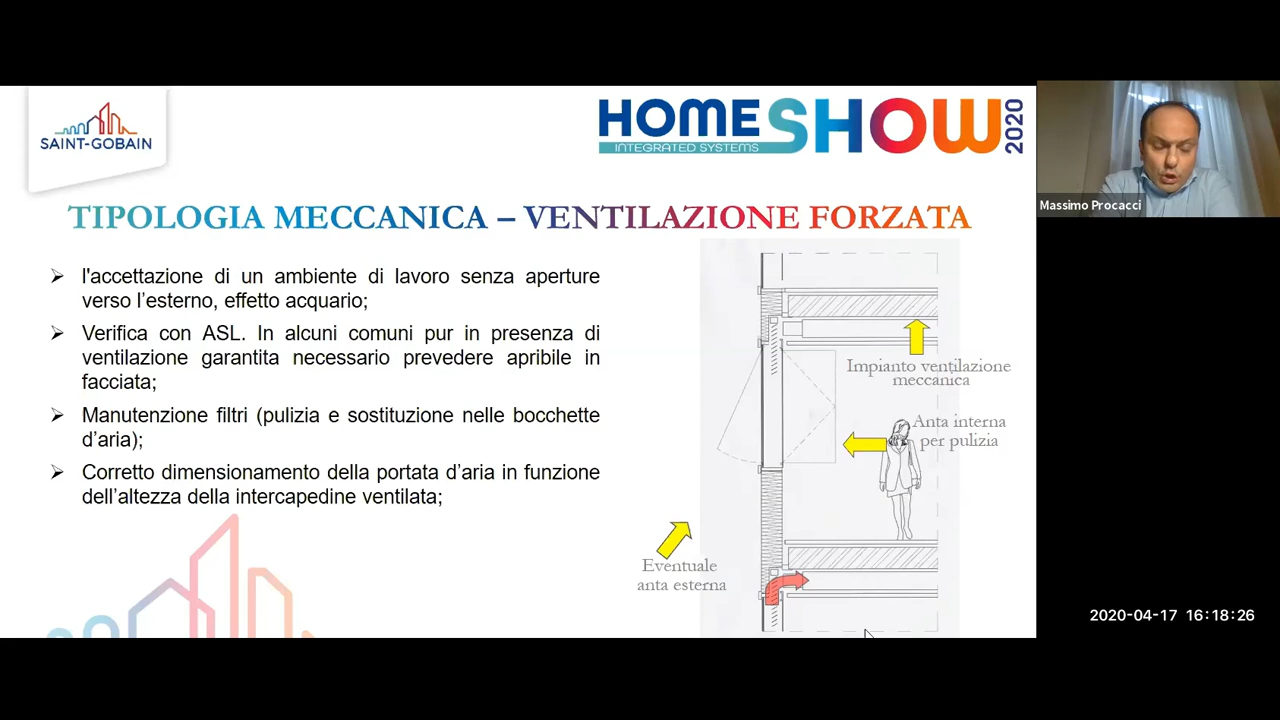 SAINT-GOBAIN
HOME SHOW 2020
INTEGRATED SYSTEMS
Massimo Procacci
TIPOLOGIA MECCANICA – VENTILAZIONE FORZATA
l'accettazione di un ambiente di lavoro senza aperture
verso l’esterno, effetto acquario;
Verifica con ASL. In alcuni comuni pur in presenza di
ventilazione garantita necessario prevedere apribile in
facciata;
Manutenzione filtri (pulizia e sostituzione nelle bocchette
d’aria);
Corretto dimensionamento della portata d’aria in funzione
dell’altezza della intercapedine ventilata;
Impianto ventilazione
meccanica
Anta interna
per pulizia
Eventuale
anta esterna
2020-04-17 16:18:26